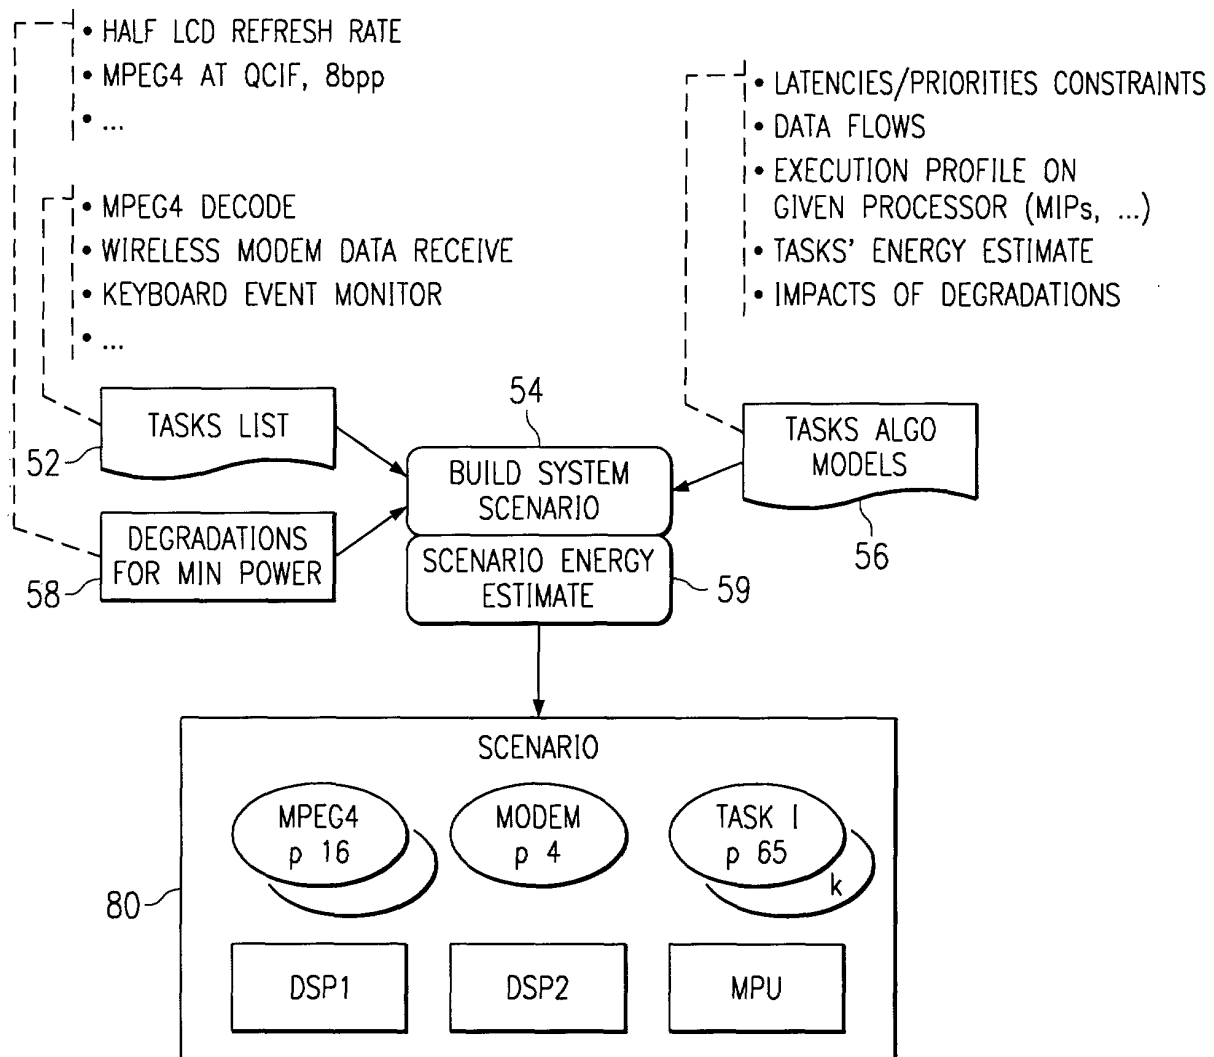 • HALF LCD REFRESH RATE
• MPEG4 AT QCIF, 8bpp
• ...
• LATENCIES/PRIORITIES CONSTRAINTS
• DATA FLOWS
• EXECUTION PROFILE ON
GIVEN PROCESSOR (MIPs, ...)
• TASKS' ENERGY ESTIMATE
• IMPACTS OF DEGRADATIONS
• MPEG4 DECODE
• WIRELESS MODEM DATA RECEIVE
• KEYBOARD EVENT MONITOR
• ...
TASKS LIST
52
54
BUILD SYSTEM
SCENARIO
TASKS ALGO
MODELS
56
DEGRADATIONS
FOR MIN POWER
58
SCENARIO ENERGY
ESTIMATE
59
SCENARIO
MPEG4
p 16
MODEM
p 4
TASK I
p 65
k
80
DSP1
DSP2
MPU